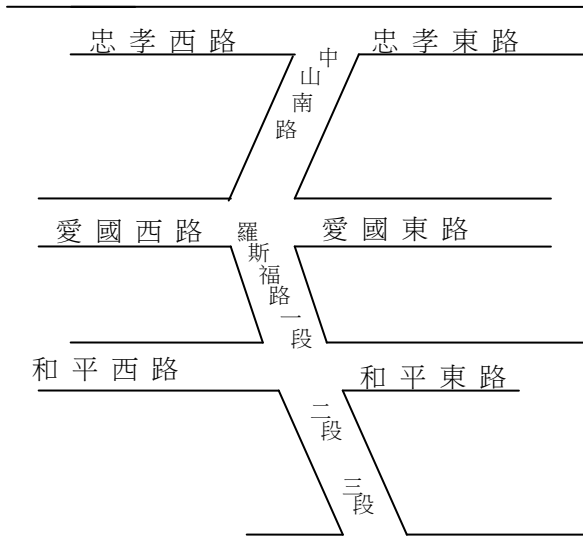 忠孝西路
忠孝東路
中山南路
愛國西路
愛國東路
羅斯福路一段
和平西路
和平東路
二段
三段